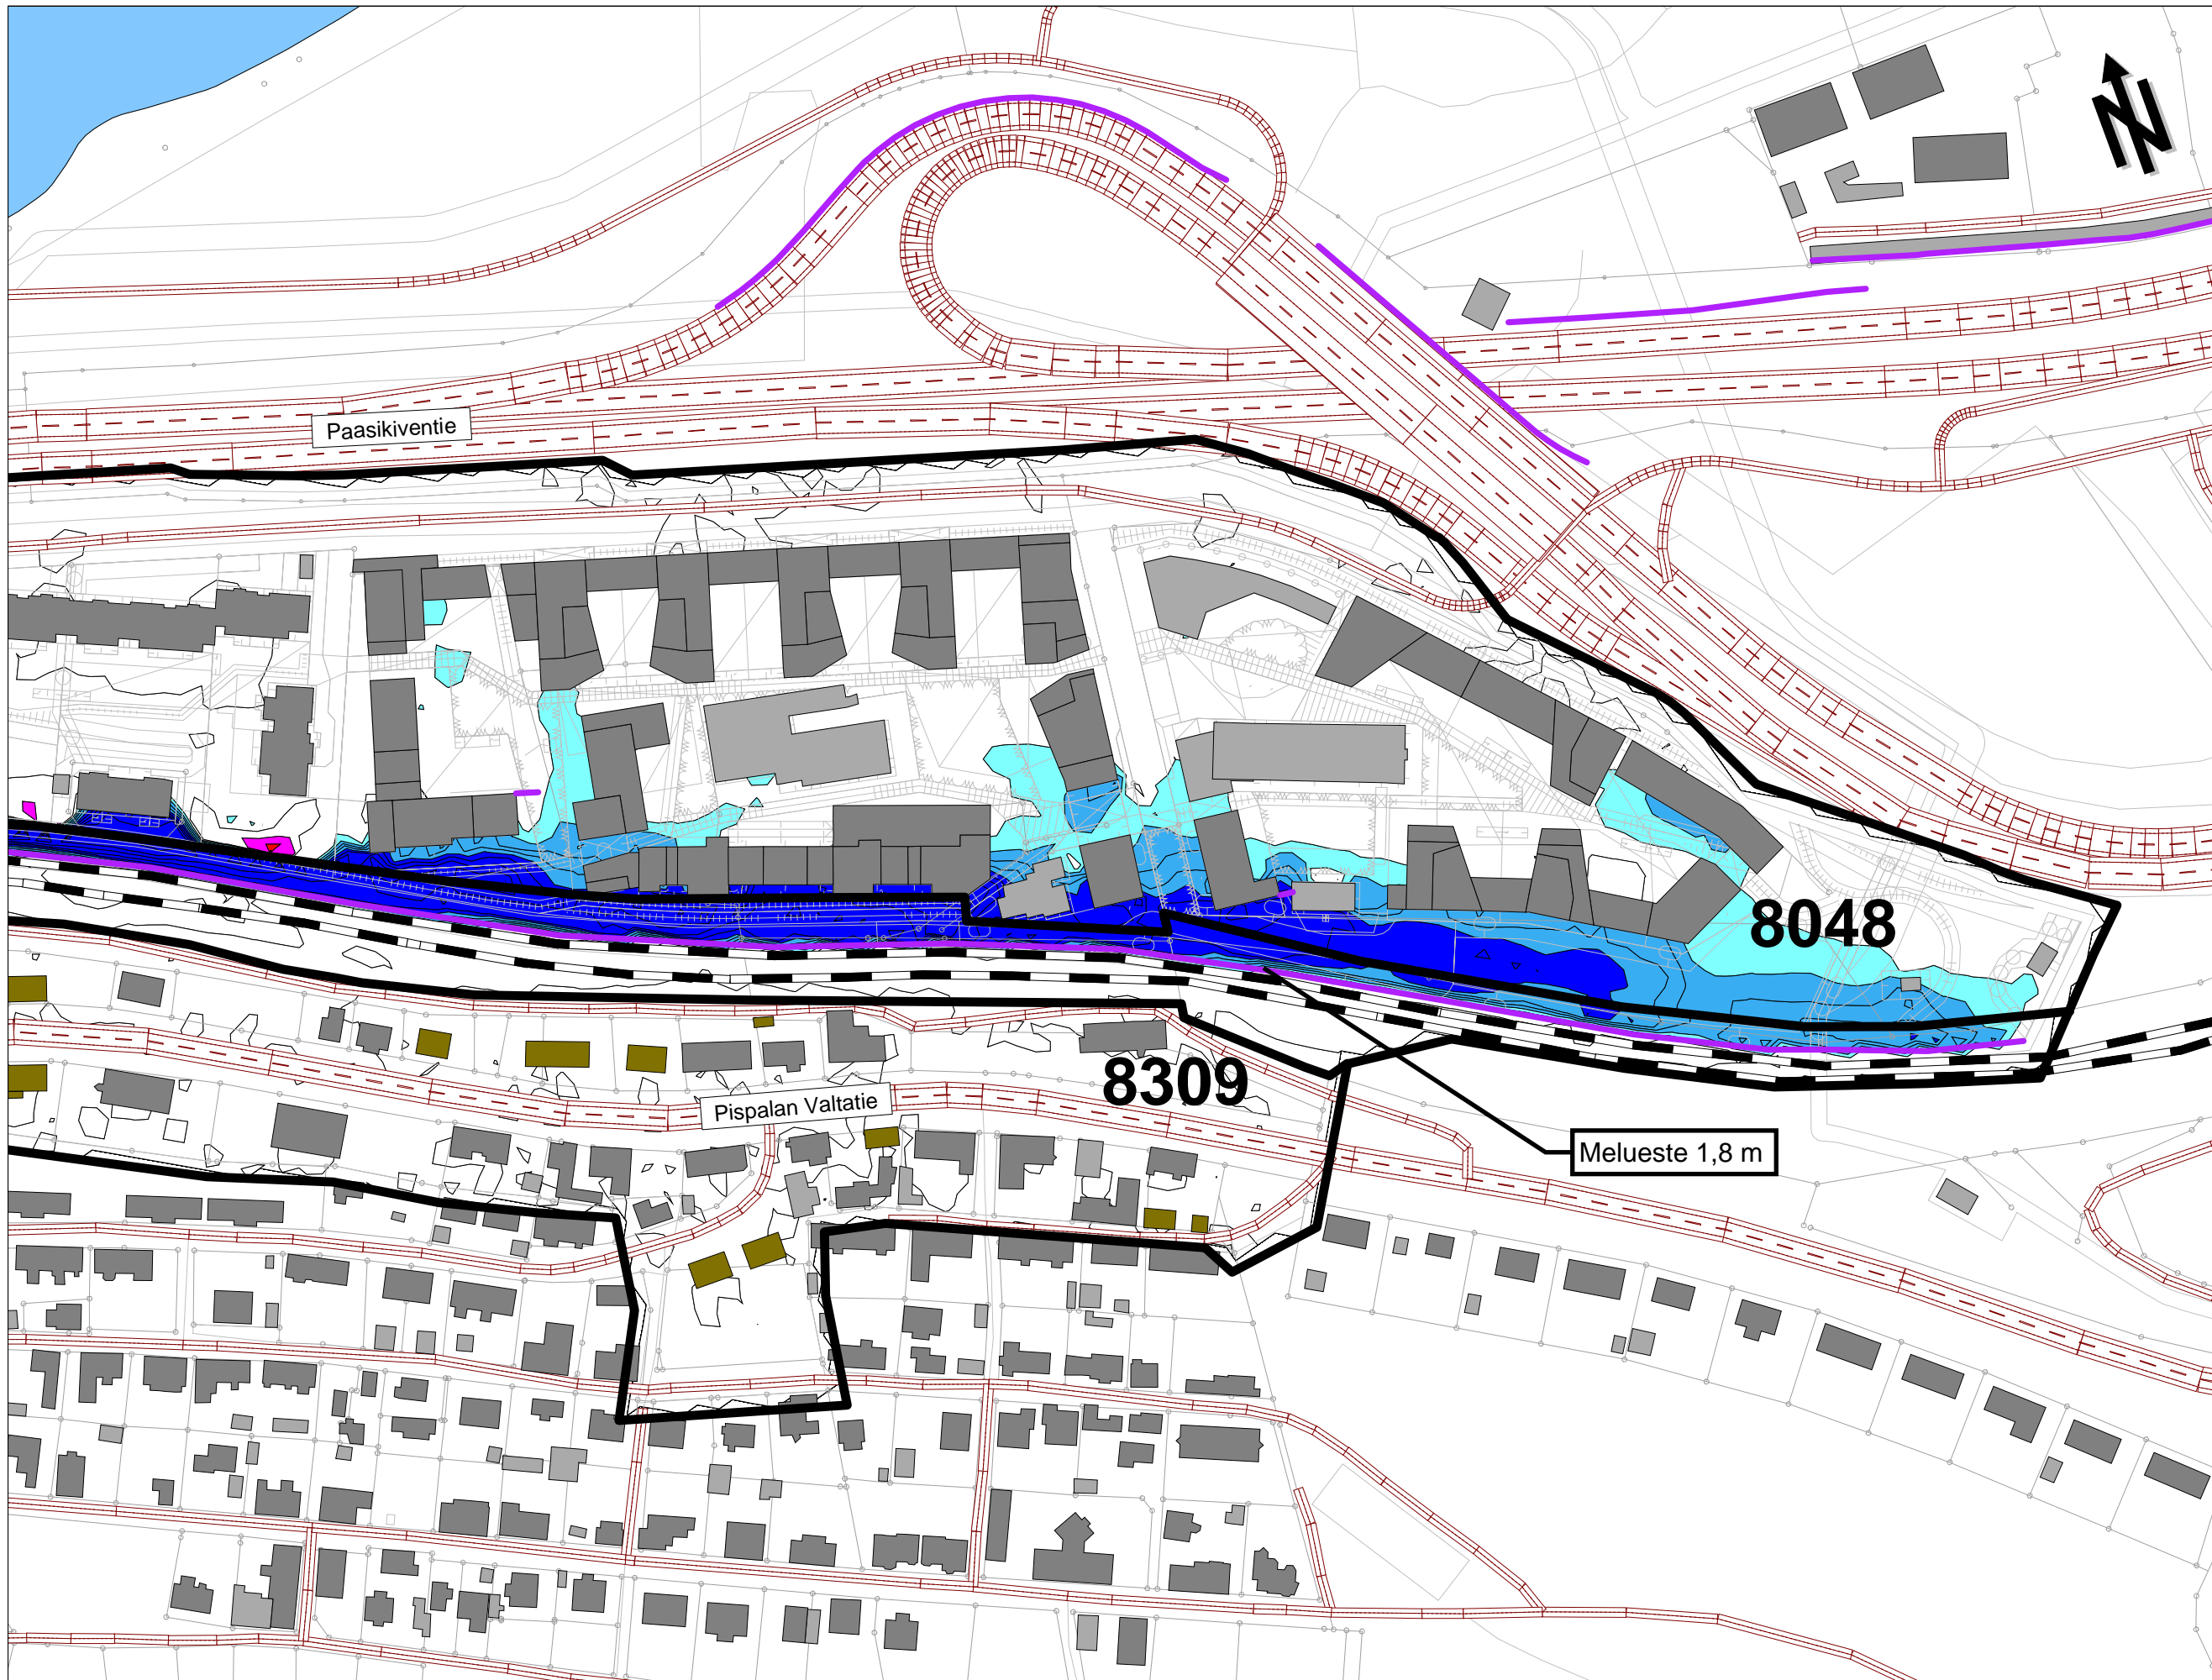 N
Paasikiventie
8048
8309
Pispalan Valtatie
Melueste 1,8 m